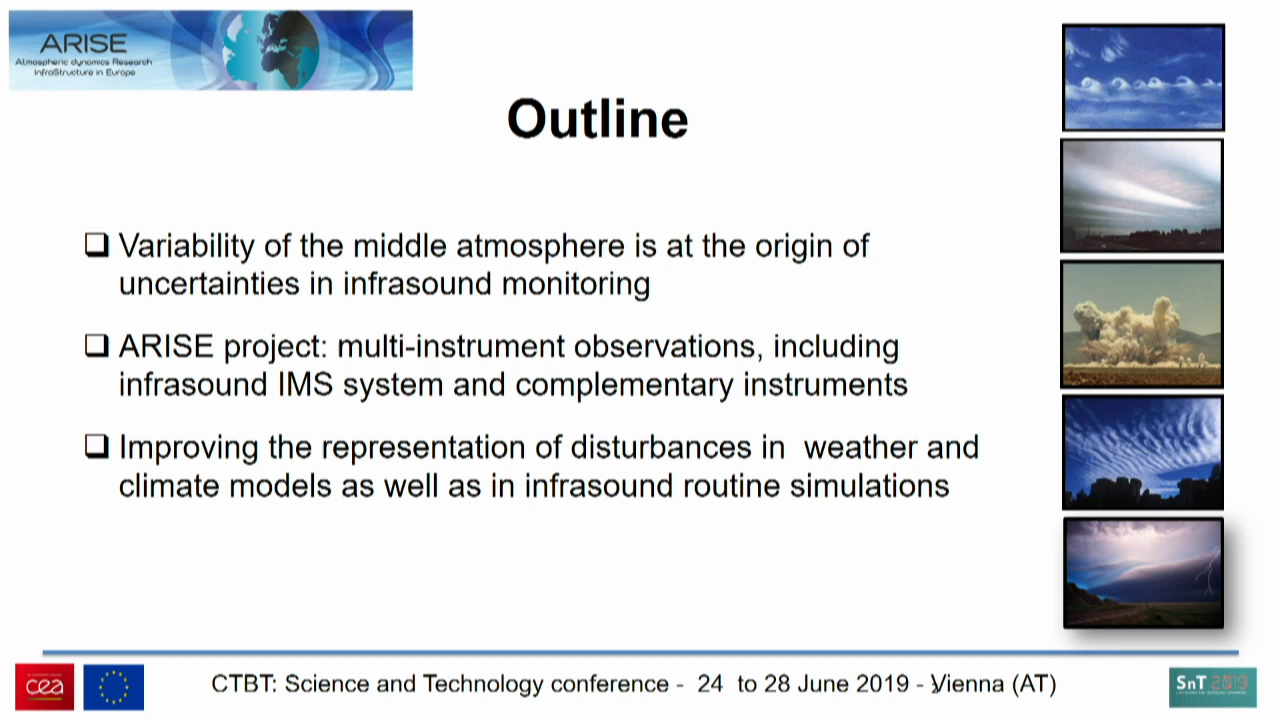 ARISE
Atmospheric dynamics Research
InfraStructure in Europe
Outline
Variability of the middle atmosphere is at the origin of
uncertainties in infrasound monitoring
ARISE project: multi-instrument observations, including
infrasound IMS system and complementary instruments
Improving the representation of disturbances in weather and
climate models as well as in infrasound routine simulations
cea
CTBT: Science and Technology conference - 24 to 28 June 2019 - Vienna (AT)
SnT 2019